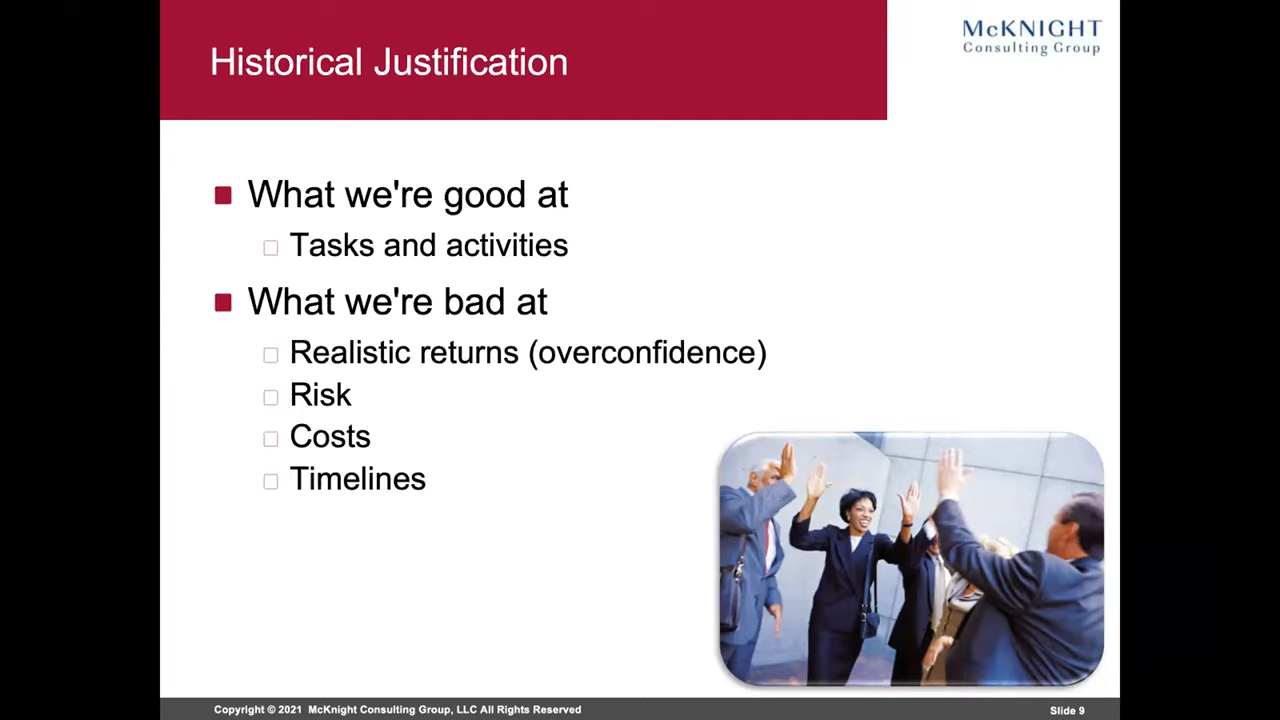 Historical Justification
McKNIGHT
Consulting Group
What we're good at
Tasks and activities
What we're bad at
Realistic returns (overconfidence)
Risk
Costs
Timelines
Copyright © 2021 McKnight Consulting Group, LLC All Rights Reserved
Slide 9